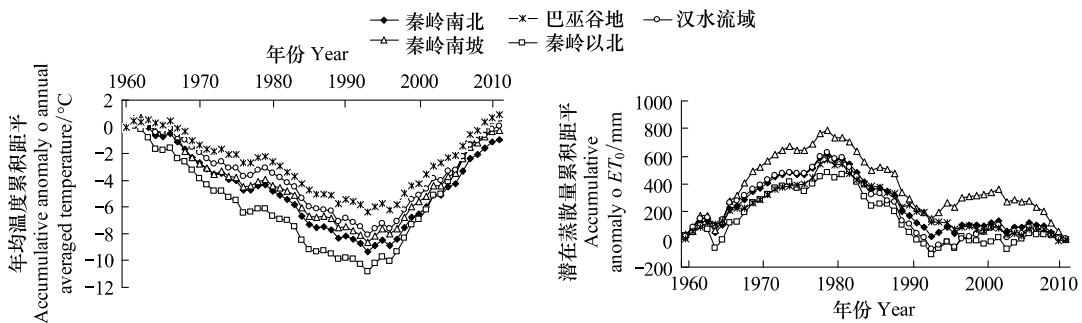 秦岭南北 巴巫谷地 汉水流域
秦岭南坡 秦岭以北
年份 Year
1960 1970 1980 1990 2000 2010
年均温度累积距平
Accumulative anomaly o annual
averaged temperature/°C
2
0
−2
−4
−6
−8
−10
−12
潜在蒸散量累积距平
Accumulative
anomaly o ET₀/mm
1000
800
600
400
200
0
−200
1960 1970 1980 1990 2000 2010
年份 Year